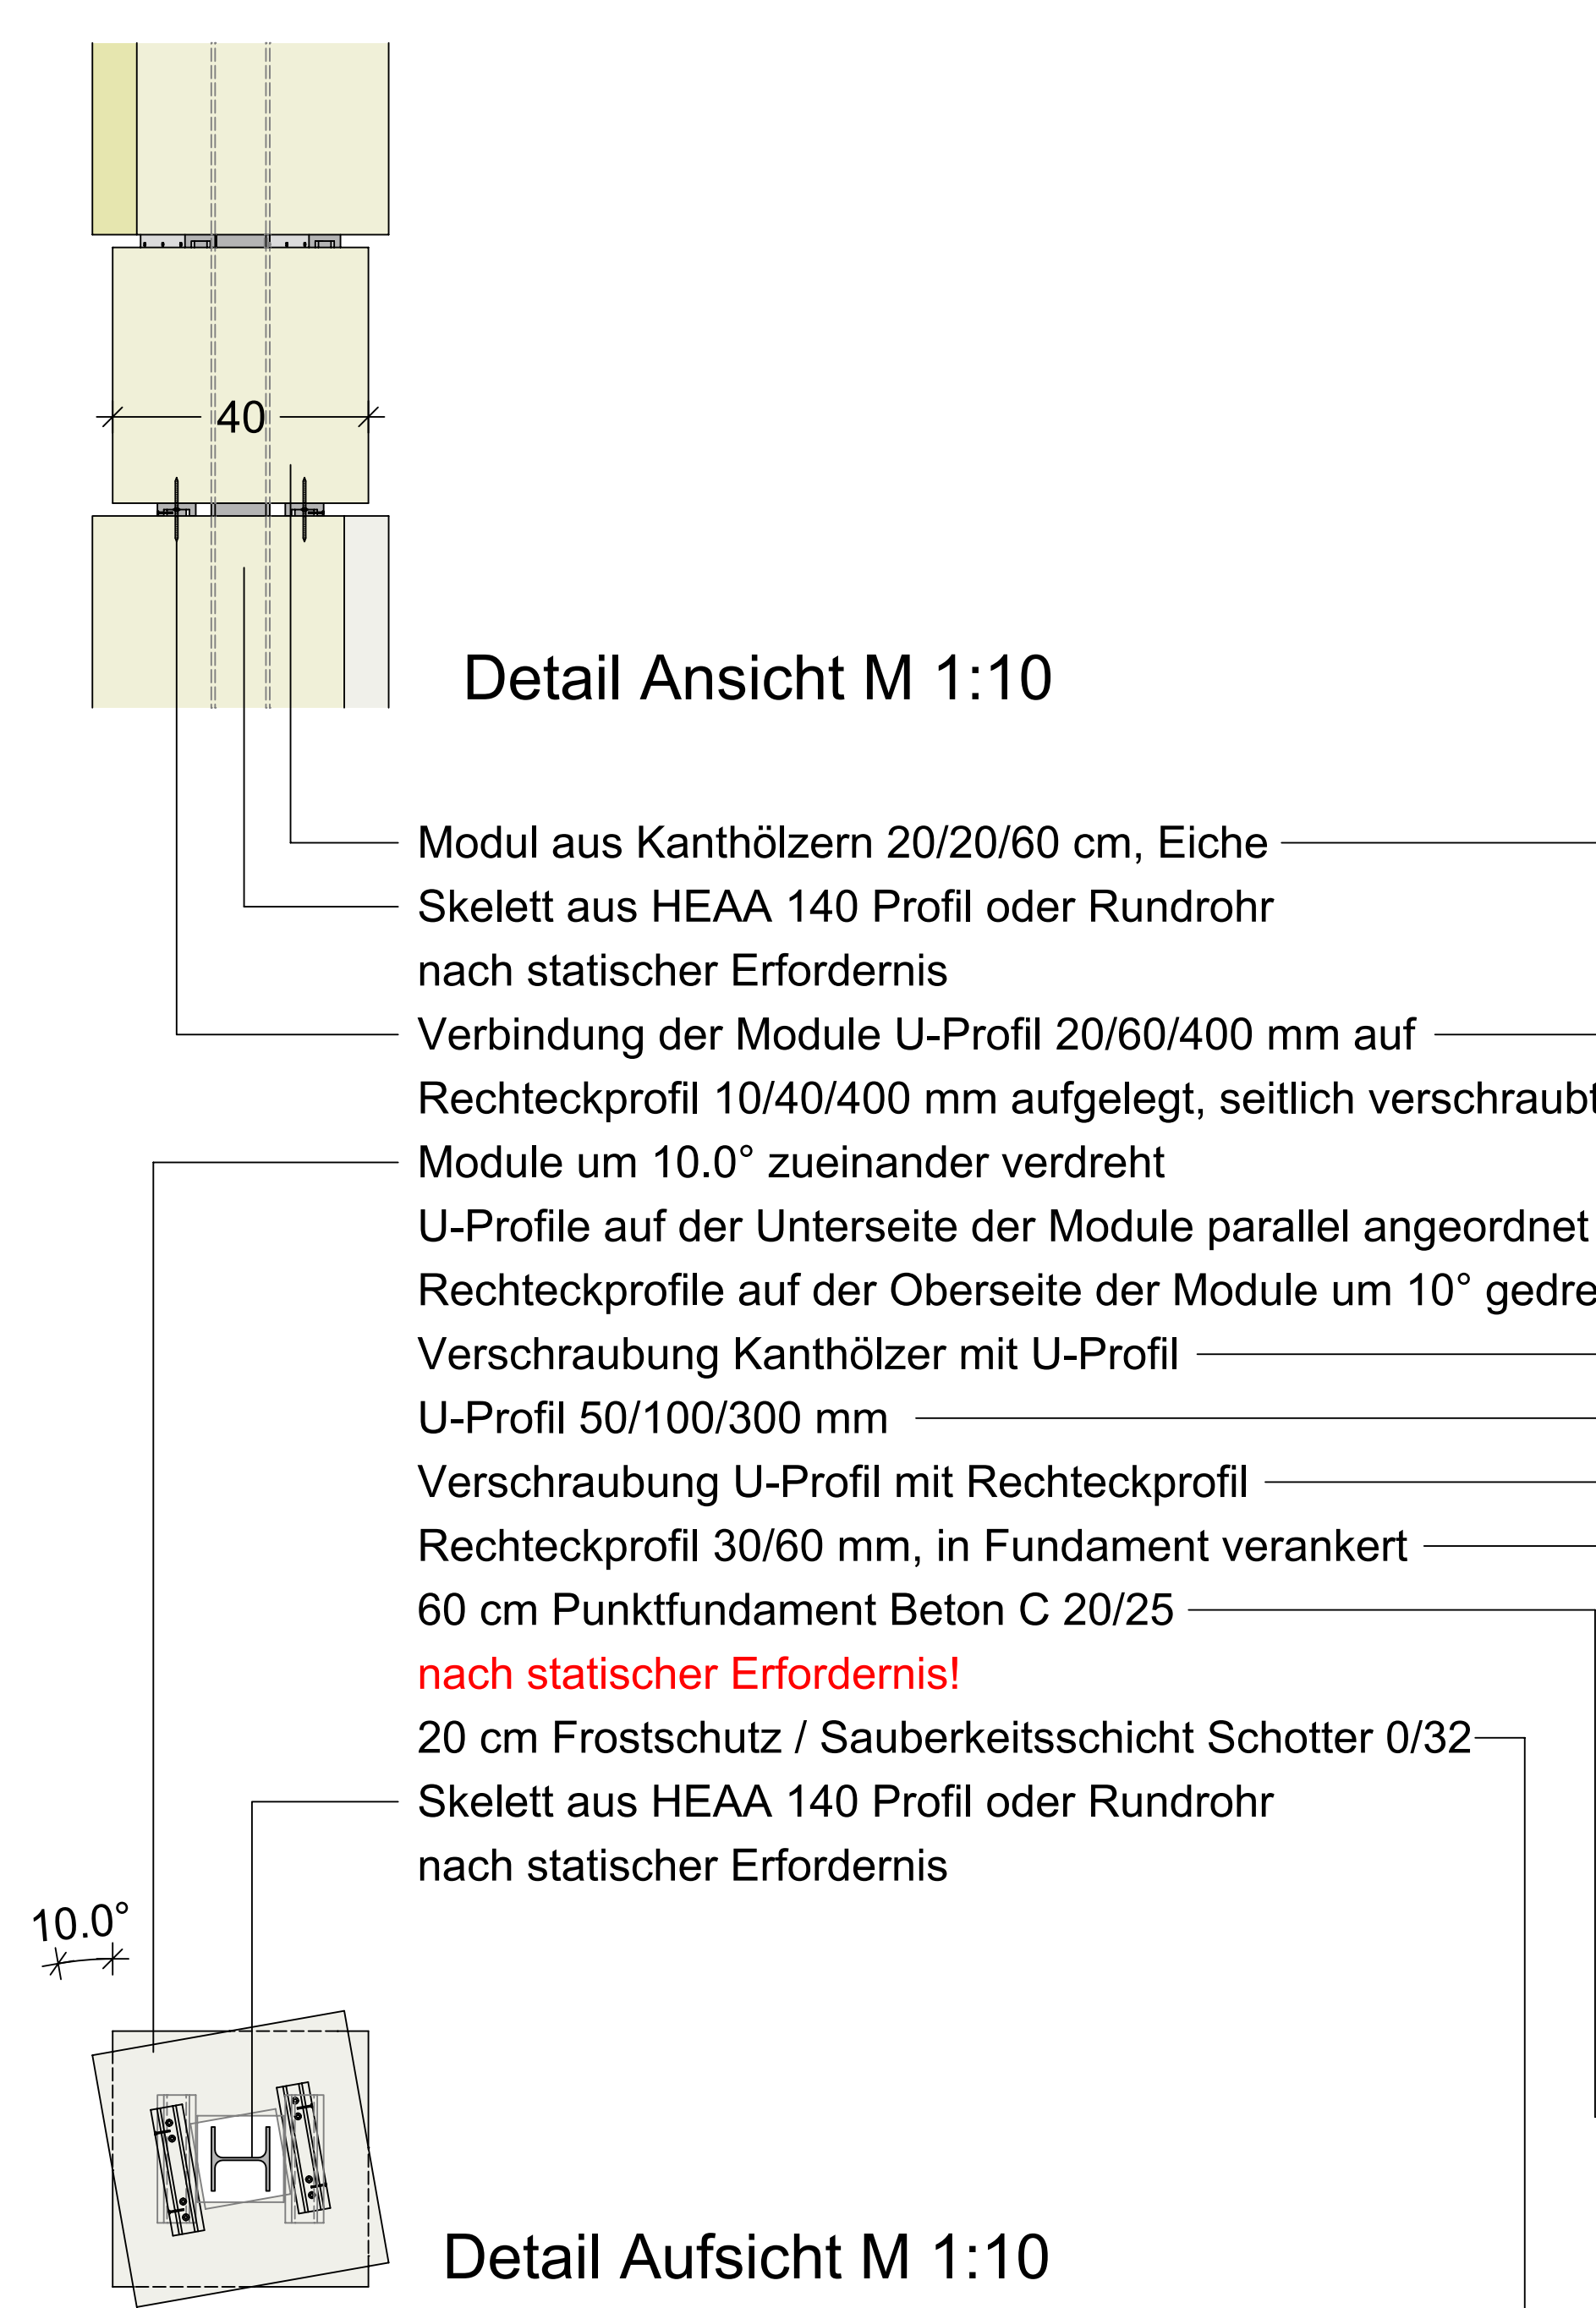 40
Detail Ansicht M 1:10
Modul aus Kanthölzern 20/20/60 cm, Eiche
Skelett aus HEAA 140 Profil oder Rundrohr
nach statischer Erfordernis
Verbindung der Module U-Profil 20/60/400 mm auf
Rechteckprofil 10/40/400 mm aufgelegt, seitlich verschraubt
Module um 10.0° zueinander verdreht
U-Profile auf der Unterseite der Module parallel angeordnet
Rechteckprofile auf der Oberseite der Module um 10° gedre
Verschraubung Kanthölzer mit U-Profil
U-Profil 50/100/300 mm
Verschraubung U-Profil mit Rechteckprofil
Rechteckprofil 30/60 mm, in Fundament verankert
60 cm Punktfundament Beton C 20/25
nach statischer Erfordernis!
20 cm Frostschutz / Sauberkeitsschicht Schotter 0/32
Skelett aus HEAA 140 Profil oder Rundrohr
nach statischer Erfordernis
10.0°
Detail Aufsicht M 1:10